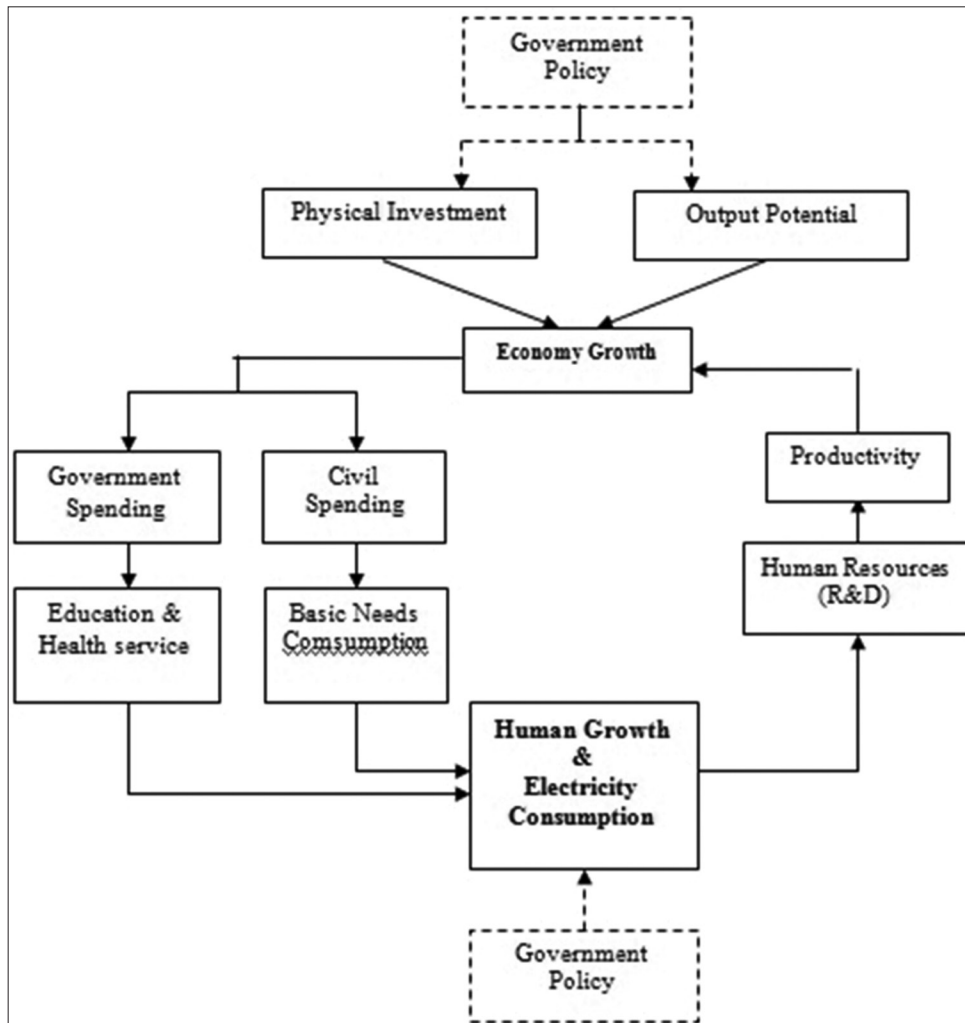 Government
Policy
Physical Investment
Output Potential
Economy Growth
Government
Spending
Civil
Spending
Productivity
Human Resources
(R&D)
Education &
Health service
Basic Needs
Comsumption
Human Growth
&
Electricity
Consumption
Government
Policy